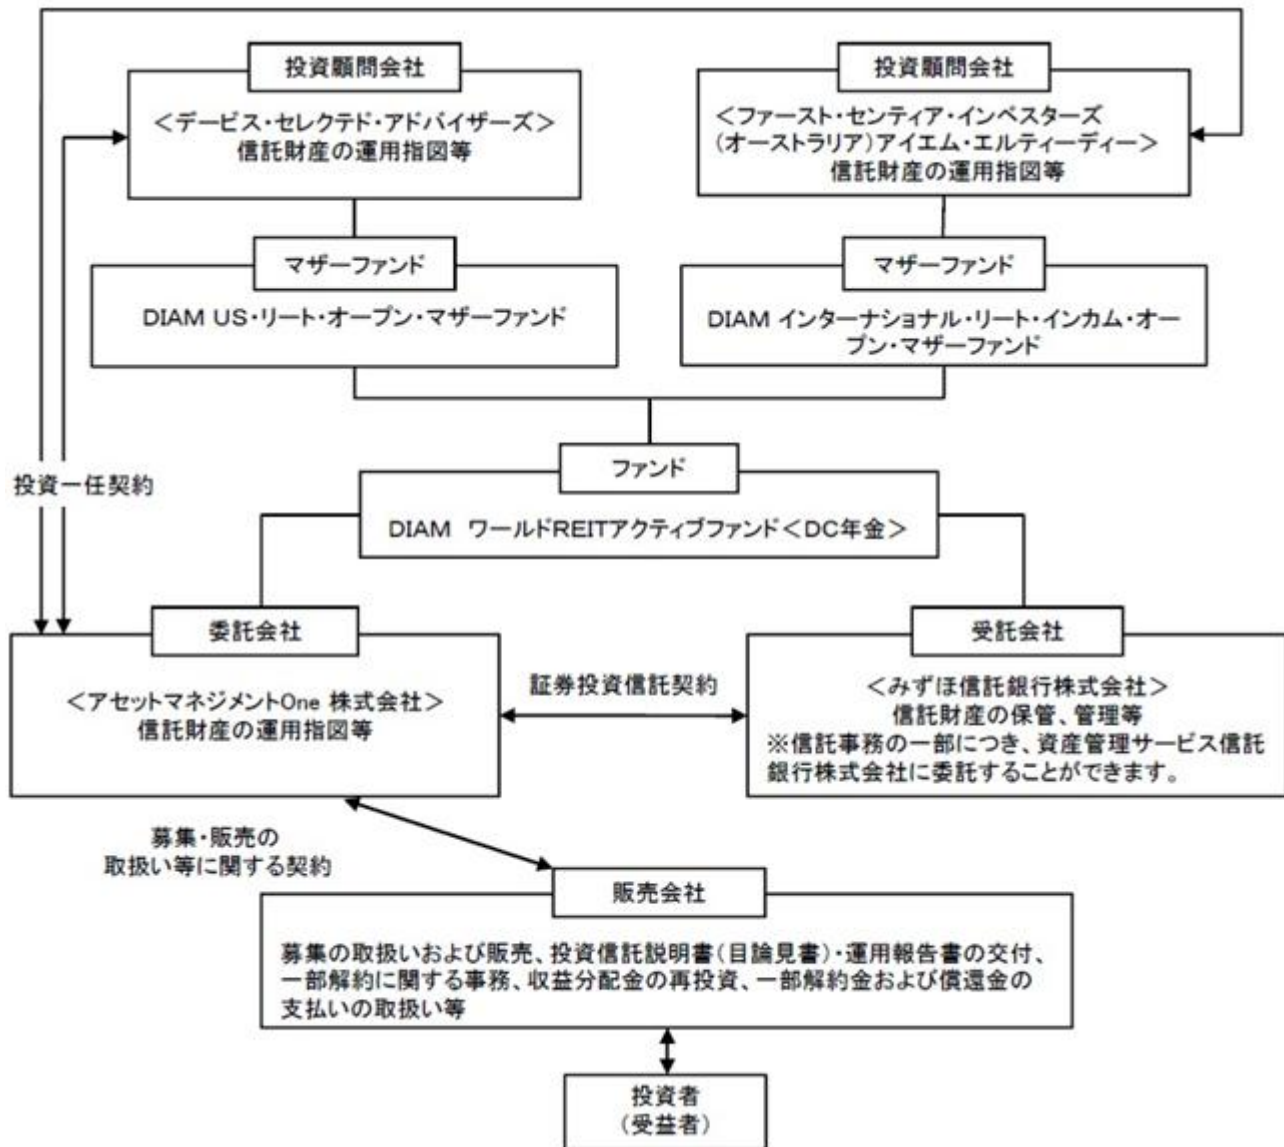 投資顧問会社
<デービス・セレクテド・アドバイザーズ>
信託財産の運用指図等
投資顧問会社
<ファースト・センティア・インベスターズ
(オーストラリア)アイエム・エルティーディー>
信託財産の運用指図等
マザーファンド
DIAM US・リート・オープン・マザーファンド
マザーファンド
DIAM インターナショナル・リート・インカム・オー
プン・マザーファンド
ファンド
DIAM ワールドREITアクティブファンド<DC年金>
投資一任契約
委託会社
<アセットマネジメントOne 株式会社>
信託財産の運用指図等
証券投資信託契約
受託会社
<みずほ信託銀行株式会社>
信託財産の保管、管理等
※信託事務の一部につき、資産管理サービス信託
銀行株式会社に委託することができます。
募集・販売の
取扱い等に関する契約
販売会社
募集の取扱いおよび販売、投資信託説明書(目論見書)・運用報告書の交付、
一部解約に関する事務、収益分配金の再投資、一部解約金および償還金の
支払いの取扱い等
投資者
(受益者)